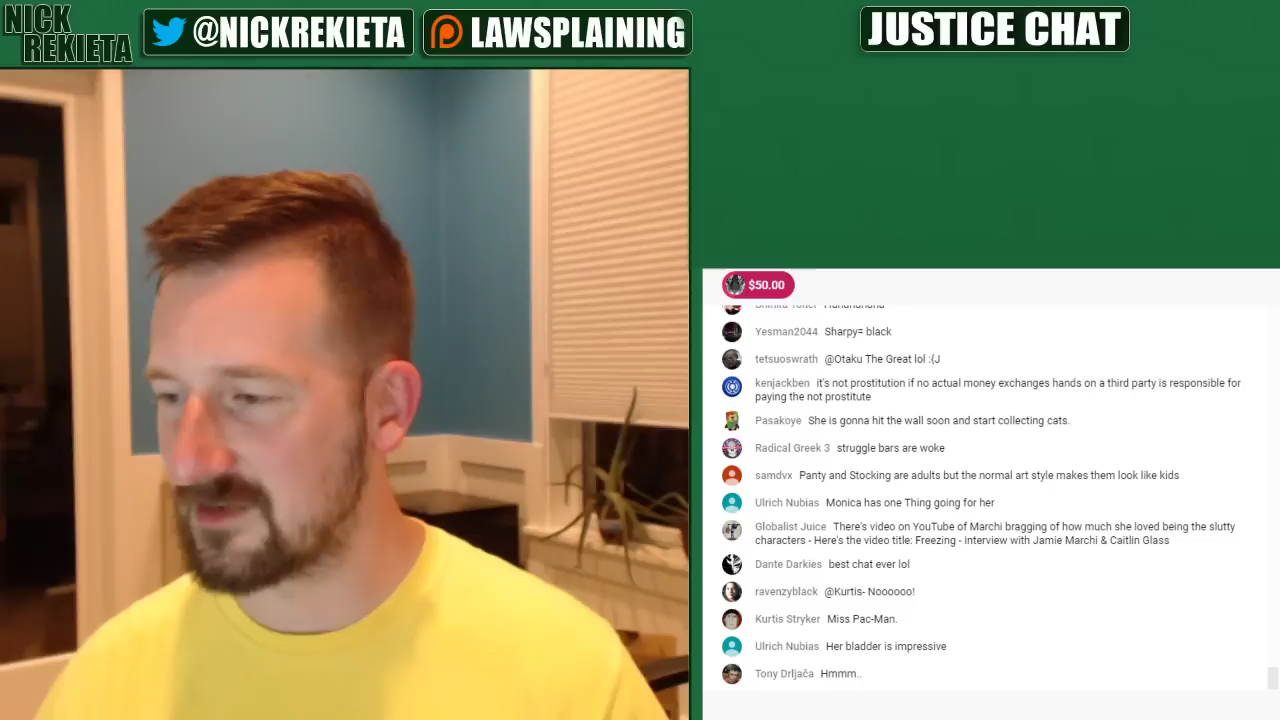 NICK
REKIETA
@NICKREKIETA
LAWSPLAINING
JUSTICE CHAT
$50.00
Yesman2044 Sharpy= black
tetsuoswrath @Otaku The Great lol :{J
kenjackben it's not prostitution if no actual money exchanges hands on a third party is responsible for
paying the not prostitute
Pasakoye She is gonna hit the wall soon and start collecting cats.
Radical Greek 3 struggle bars are woke
samdvx Panty and Stocking are adults but the normal art style makes them look like kids
Ulrich Nubias Monica has one Thing going for her
Globalist Juice There's video on YouTube of Marchi bragging of how much she loved being the slutty
characters - Here's the video title: Freezing - Interview with Jamie Marchi & Caitlin Glass
Dante Darkies best chat ever lol
ravenzyblack @Kurtis- Noooooo!
Kurtis Stryker Miss Pac-Man.
Ulrich Nubias Her bladder is impressive
Tony Drljača Hmmm..